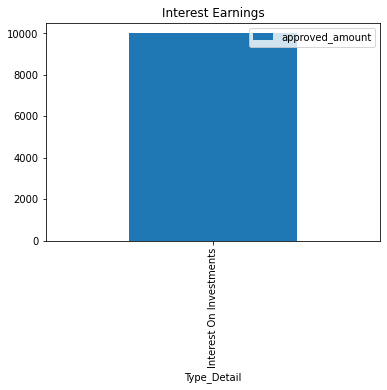 Interest Earnings
approved_amount
10000
8000
6000
4000
2000
0
Interest On Investments
Type_Detail